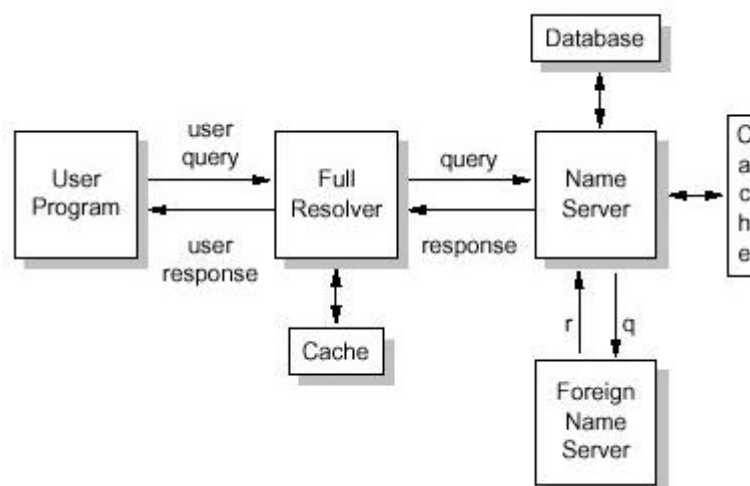 Database
user
query
User
Program
Full
Resolver
query
Name
Server
C
a
c
h
e
user
response
response
Cache
r
q
Foreign
Name
Server